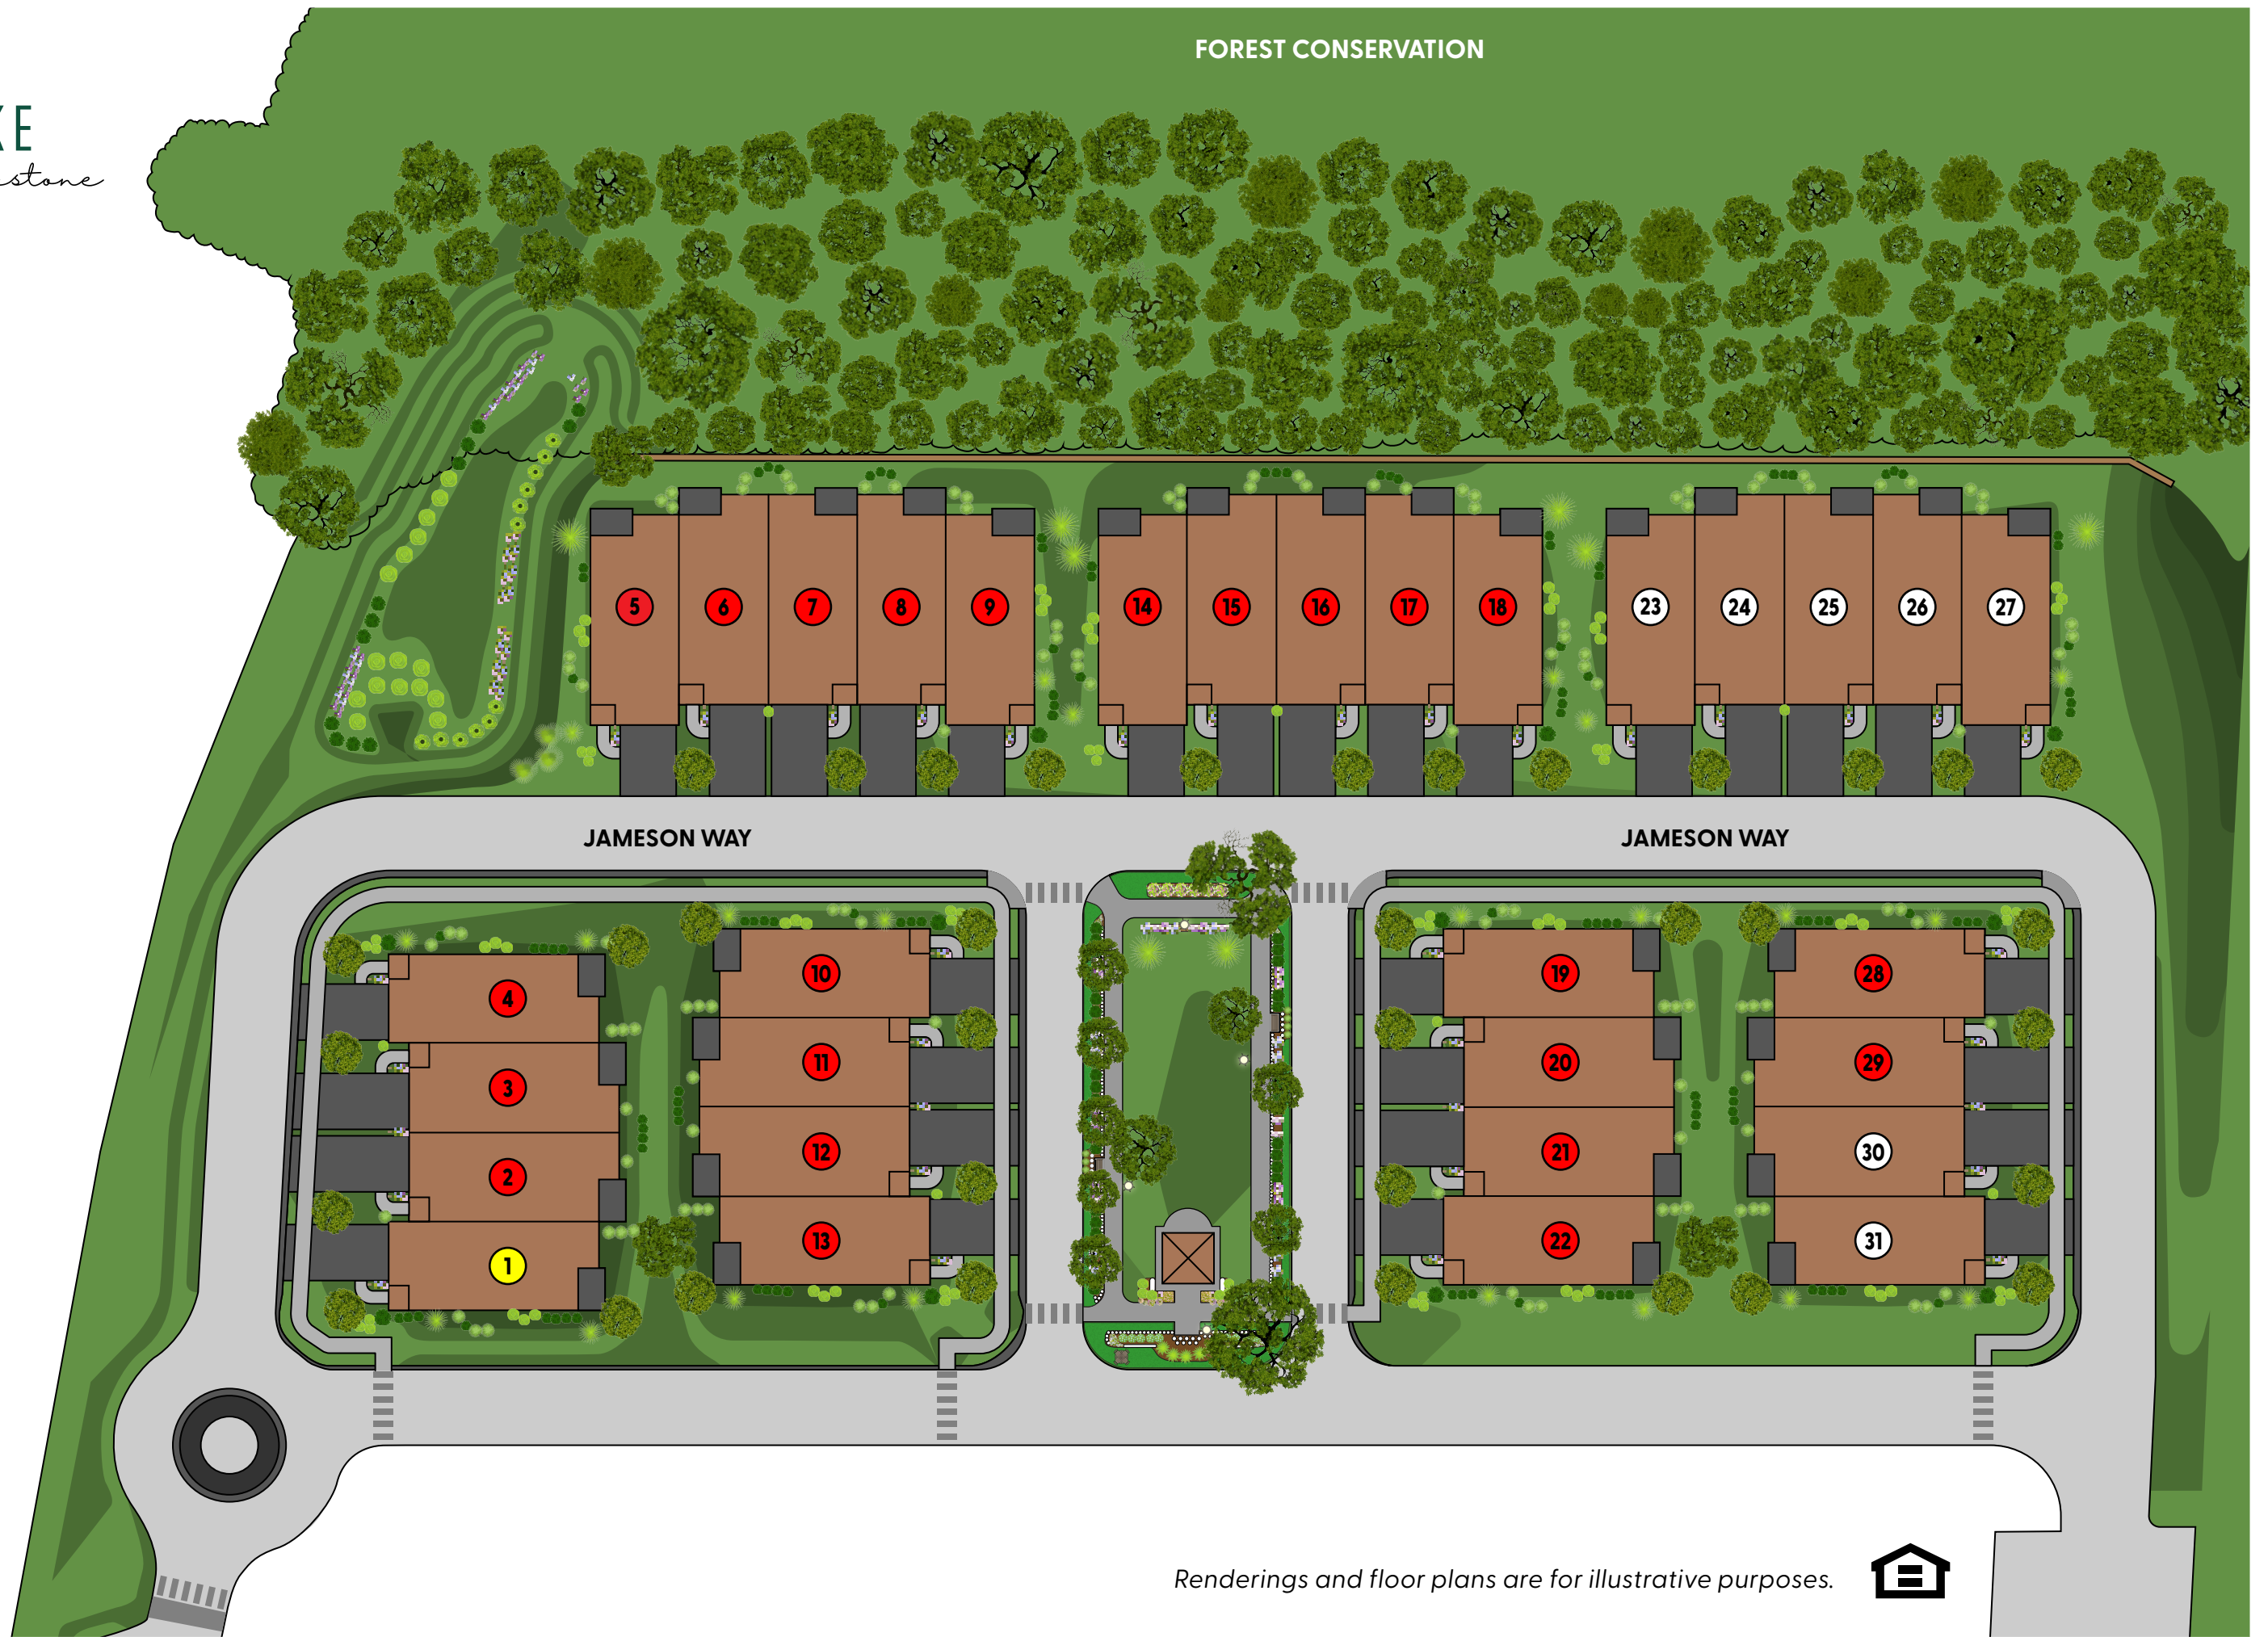 FOREST CONSERVATION
5 6 7 8 9 14 15 16 17 18 23 24 25 26 27
JAMESON WAY JAMESON WAY
4 10 19 28
3 11 20 29
2 12 21 30
1 13 22 31
Renderings and floor plans are for illustrative purposes.